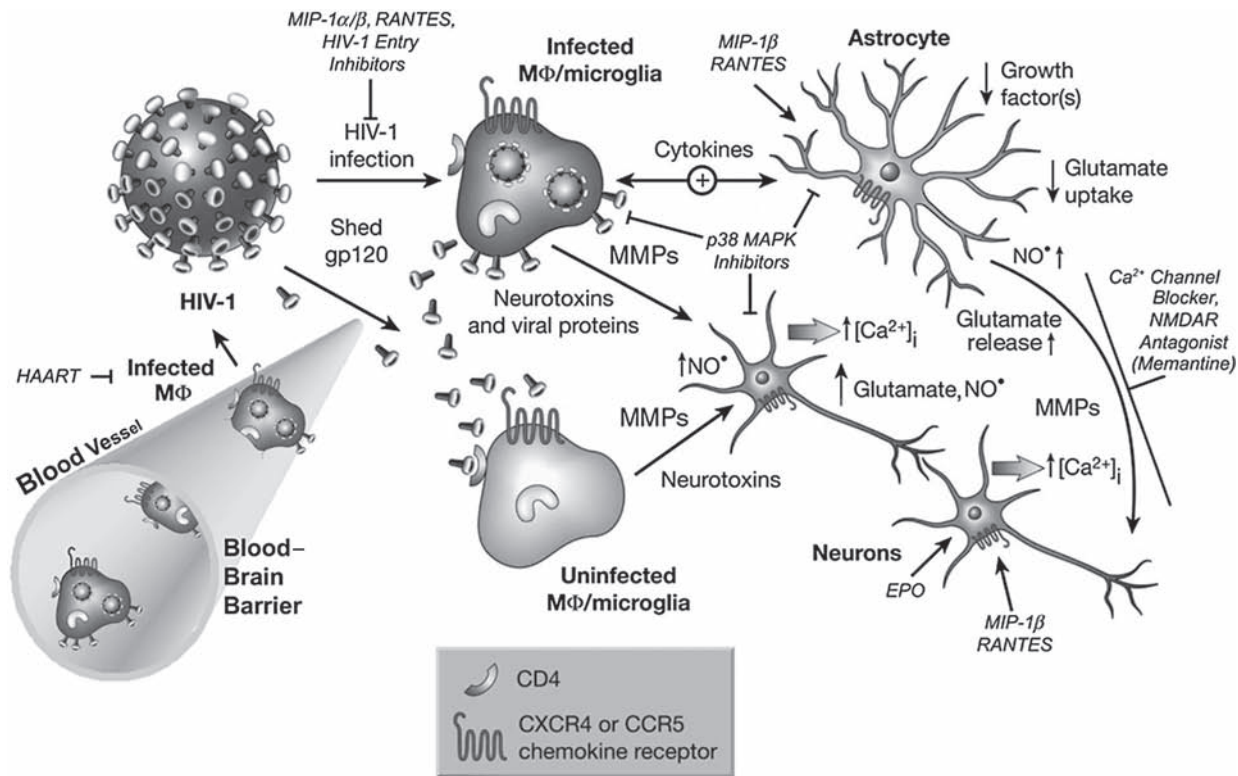 MIP-1α/β, RANTES,
HIV-1 Entry
Inhibitors
HIV-1
infection
Infected
MΦ/microglia
MIP-1β
RANTES
Astrocyte
↓ Growth
factor(s)
Cytokines
+
↓ Glutamate
uptake
Shed
gp120
HIV-1
MMPs
p38 MAPK
Inhibitors
NO• ↑
Ca²⁺ Channel
Blocker,
NMDAR
Antagonist
(Memantine)
Neurotoxins
and viral proteins
↑[Ca²⁺]i
Glutamate
release ↑
HAART
Infected
MΦ
↑NO•
↑ Glutamate, NO•
MMPs
MMPs
Blood Vessel
Neurotoxins
↑[Ca²⁺]i
Blood–
Brain
Barrier
Neurons
Uninfected
MΦ/microglia
EPO
MIP-1β
RANTES
CD4
CXCR4 or CCR5
chemokine receptor